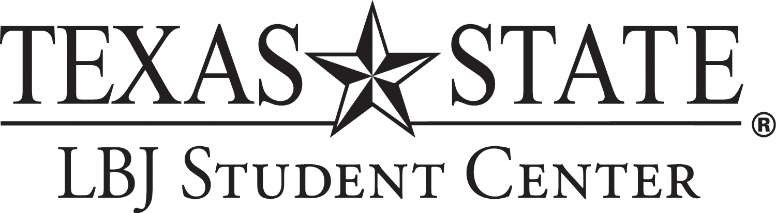 TEXAS STATE
®
LBJ STUDENT CENTER